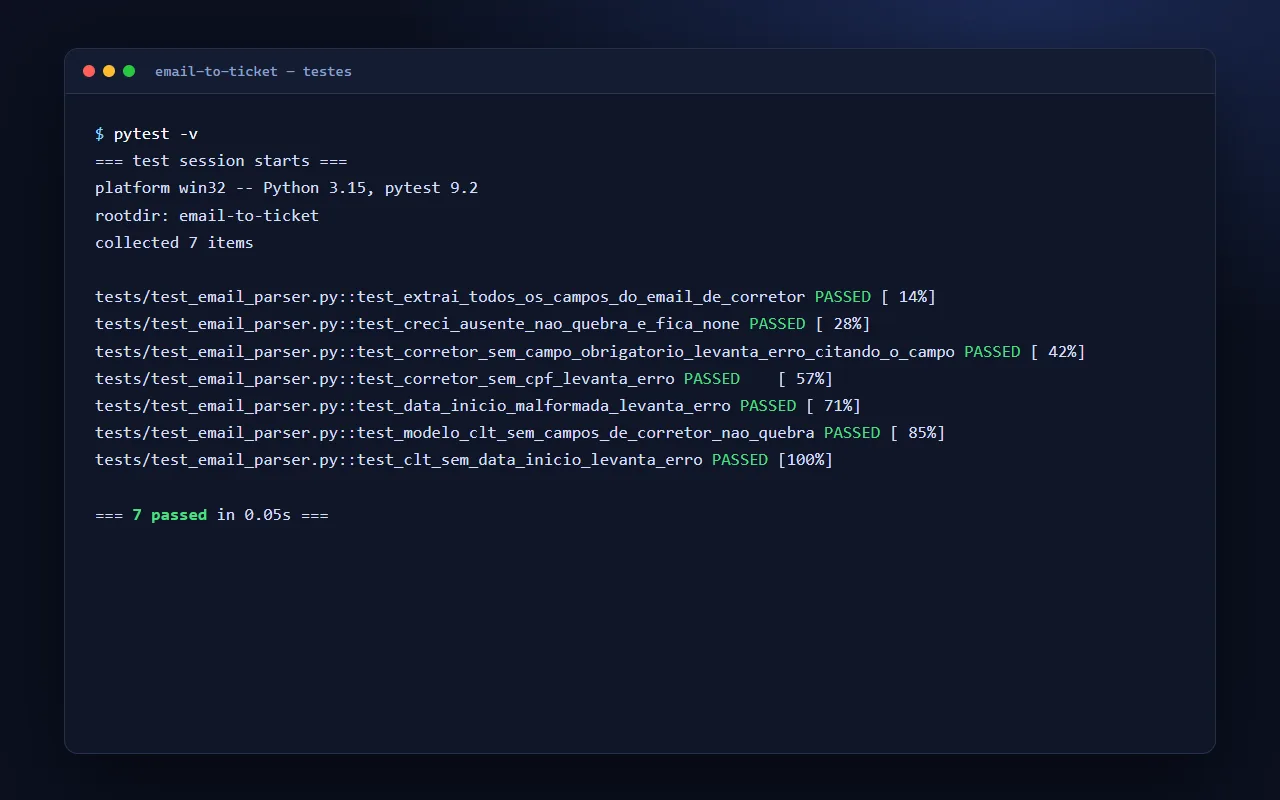 email-to-ticket — testes
$ pytest -v
=== test session starts ===
platform win32 -- Python 3.15, pytest 9.2
rootdir: email-to-ticket
collected 7 items
tests/test_email_parser.py::test_extrai_todos_os_campos_do_email_de_corretor PASSED [ 14%]
tests/test_email_parser.py::test_creci_ausente_nao_quebra_e_fica_none PASSED [ 28%]
tests/test_email_parser.py::test_corretor_sem_campo_obrigatorio_levanta_erro_citando_o_campo PASSED [ 42%]
tests/test_email_parser.py::test_corretor_sem_cpf_levanta_erro PASSED    [ 57%]
tests/test_email_parser.py::test_data_inicio_malformada_levanta_erro PASSED [ 71%]
tests/test_email_parser.py::test_modelo_clt_sem_campos_de_corretor_nao_quebra PASSED [ 85%]
tests/test_email_parser.py::test_clt_sem_data_inicio_levanta_erro PASSED [100%]
=== 7 passed in 0.05s ===